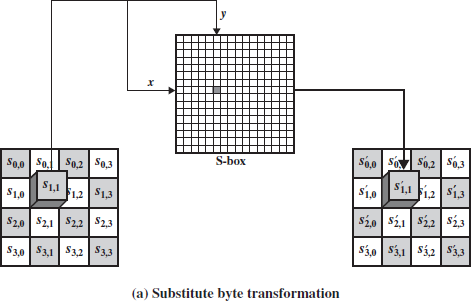 y
x
S-box
s0,0 s0,1 s0,2 s0,3
s1,0 s1,1 s1,2 s1,3
s2,0 s2,1 s2,2 s2,3
s3,0 s3,1 s3,2 s3,3
s′0,0 s′0, s′0,2 s′0,3
s′1,0 s′1,1 s′1,2 s′1,3
s′2,0 s′2,1 s′2,2 s′2,3
s′3,0 s′3,1 s′3,2 s′3,3
(a) Substitute byte transformation